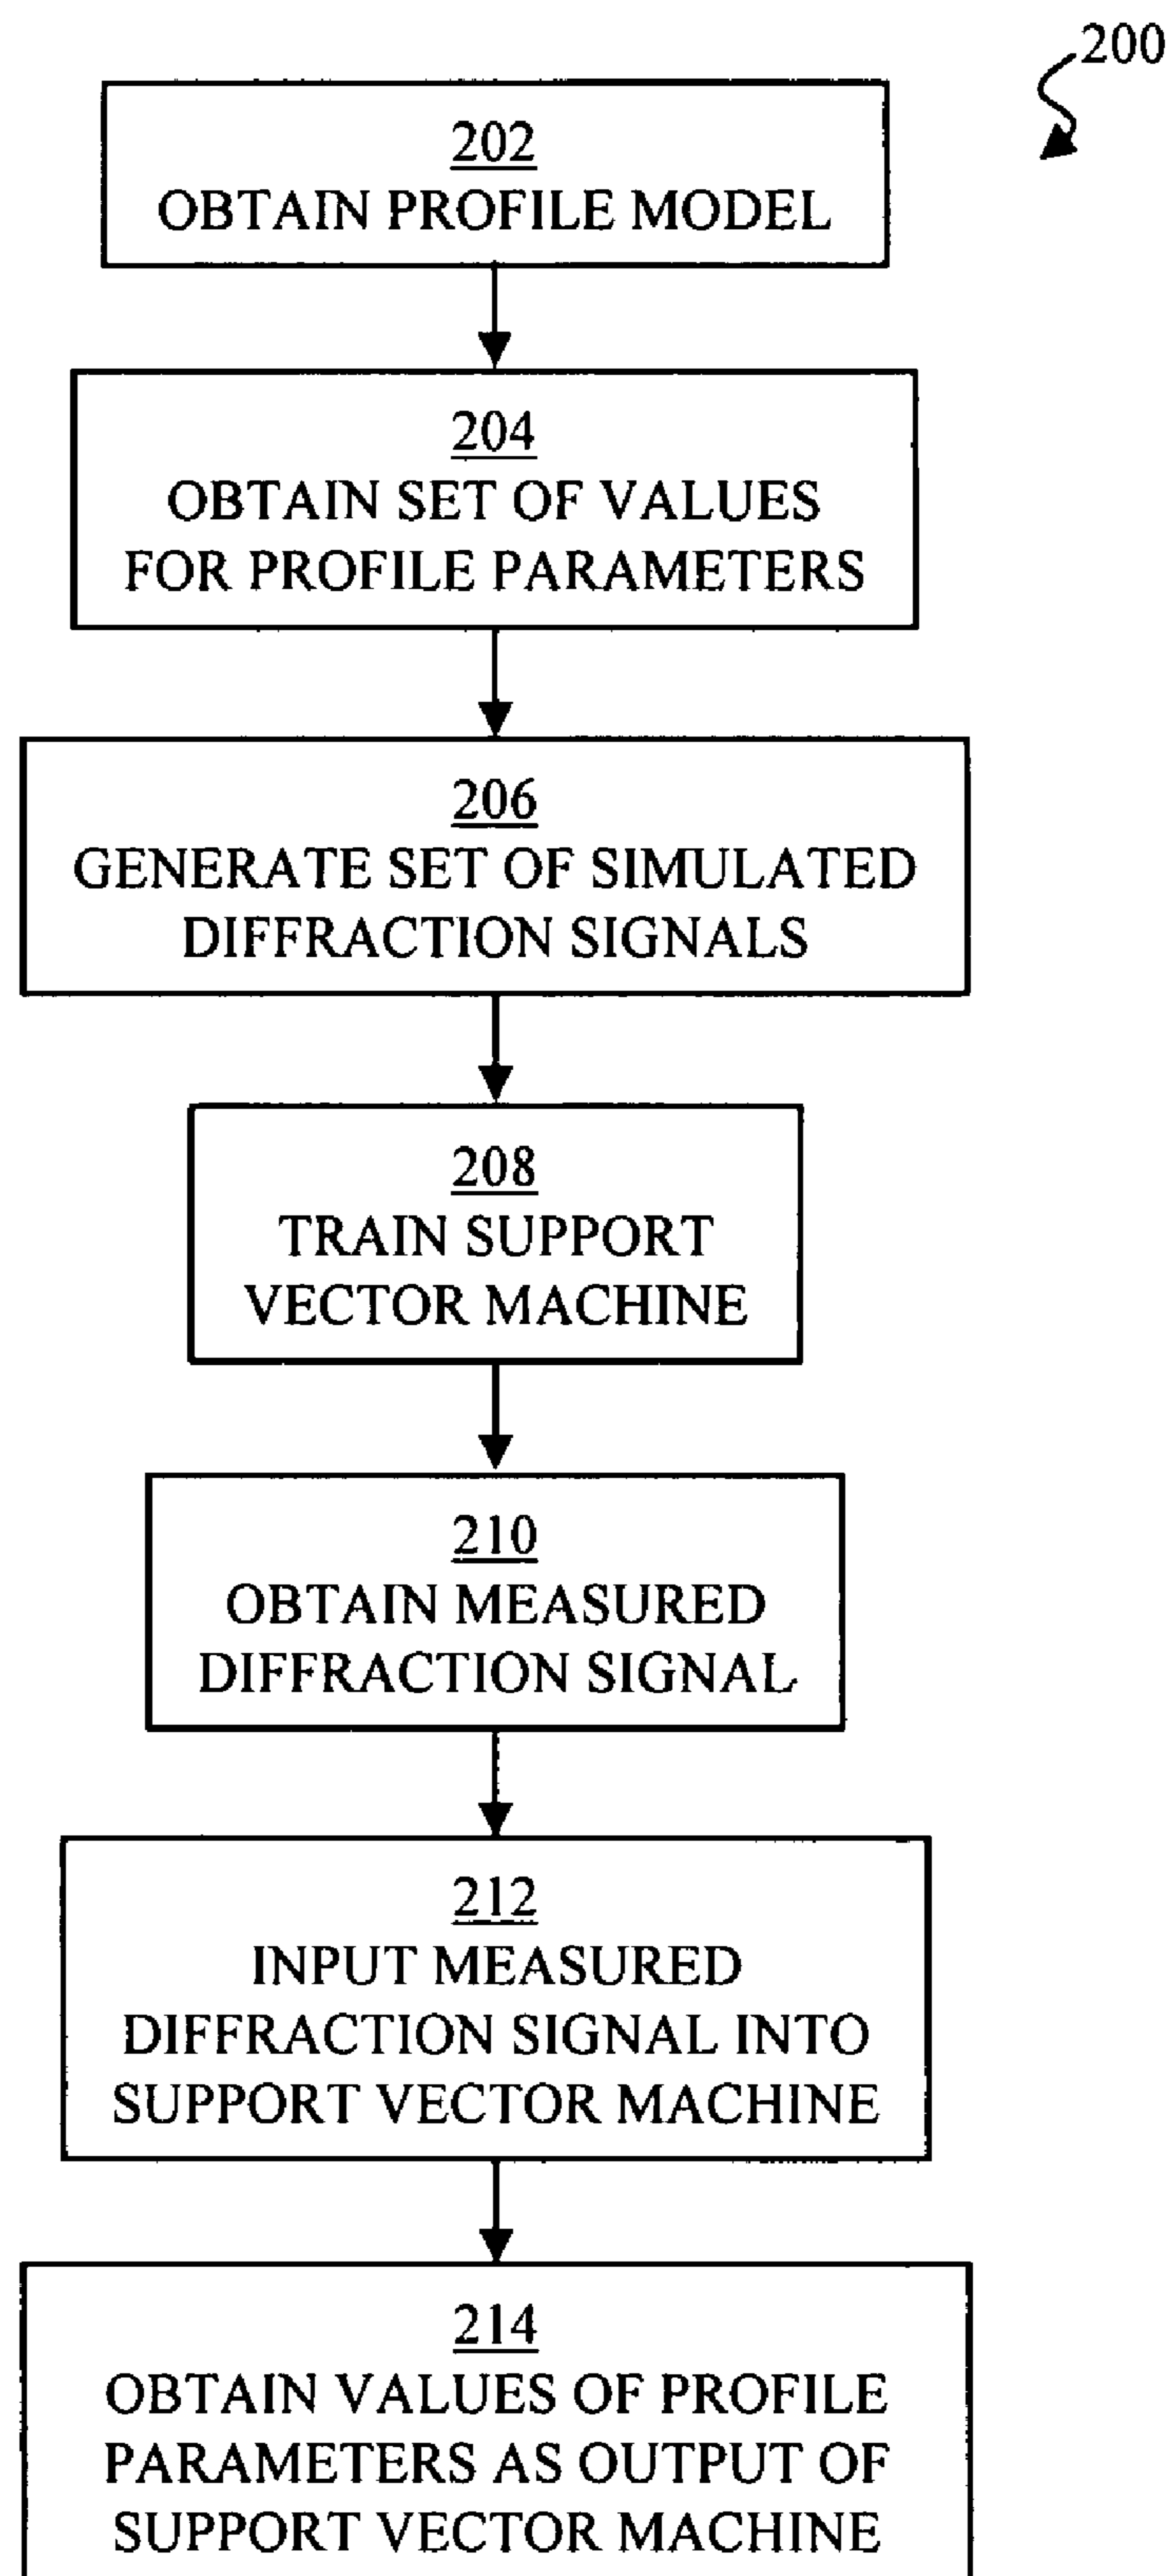 200
202
OBTAIN PROFILE MODEL
204
OBTAIN SET OF VALUES
FOR PROFILE PARAMETERS
206
GENERATE SET OF SIMULATED
DIFFRACTION SIGNALS
208
TRAIN SUPPORT
VECTOR MACHINE
210
OBTAIN MEASURED
DIFFRACTION SIGNAL
212
INPUT MEASURED
DIFFRACTION SIGNAL INTO
SUPPORT VECTOR MACHINE
214
OBTAIN VALUES OF PROFILE
PARAMETERS AS OUTPUT OF
SUPPORT VECTOR MACHINE